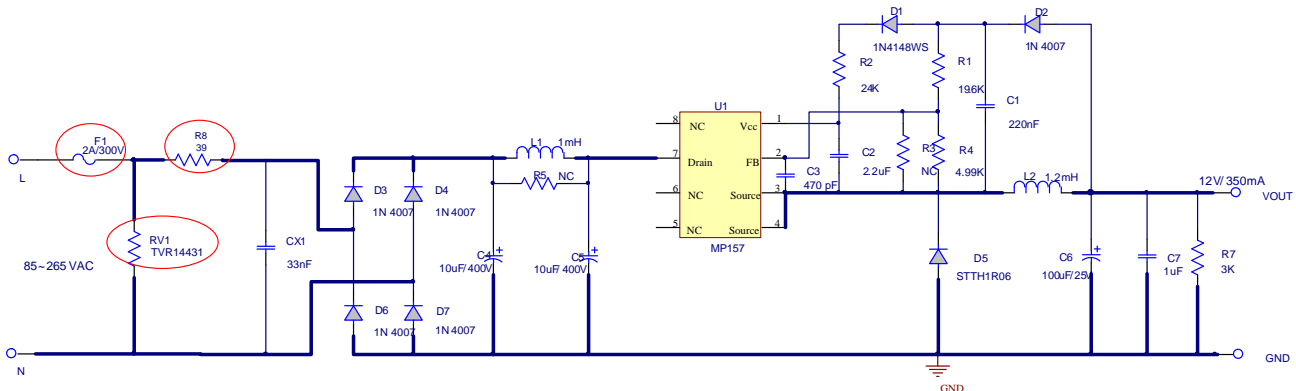 D1
1N4148WS
D2
1N 4007
R2
24K
R1
19.6K
C1
220nF
U1
8
NC
Vcc
1
7
Drain
FB
2
6
NC
Source
3
5
NC
Source
4
MP157
C3
470 pF
C2
2.2uF
R3
NC
R4
4.99K
L2
1.2mH
12V/ 350mA
VOUT
F1
2A/300V
R8
39
L
RV1
TVR14431
85~265 VAC
CX1
33nF
N
D3
1N 4007
D4
1N 4007
D6
1N 4007
D7
1N 4007
L1
1mH
R5
NC
C4
10uF/ 400V
C5
10uF/ 400V
D5
STTH1R06
C6
100uF/ 25V
C7
1uF
R7
3K
GND
GND